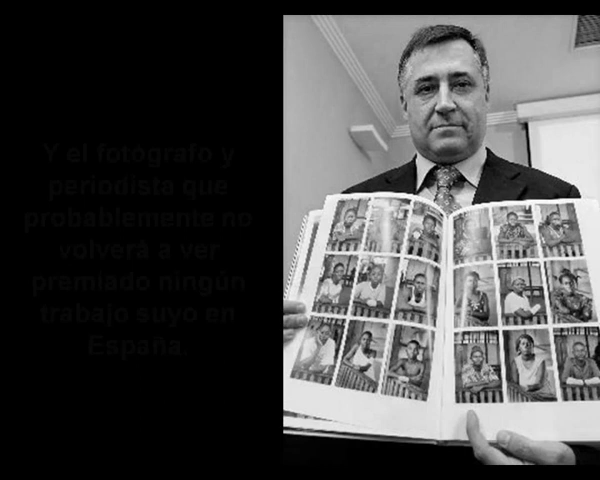 Y el fotógrafo y
periodista que
probablemente no
volverá a ver
premiado ningún
trabajo suyo en
España.